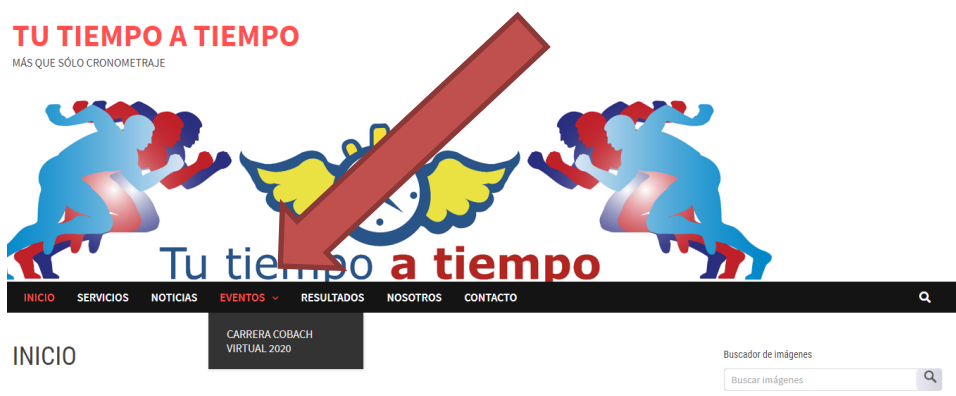 TU TIEMPO A TIEMPO
MÁS QUE SÓLO CRONOMETRAJE
Tu tiempo a tiempo
INICIO SERVICIOS NOTICIAS EVENTOS RESULTADOS NOSOTROS CONTACTO
CARRERA COBACH
VIRTUAL 2020
INICIO
Buscador de imágenes
Buscar imágenes